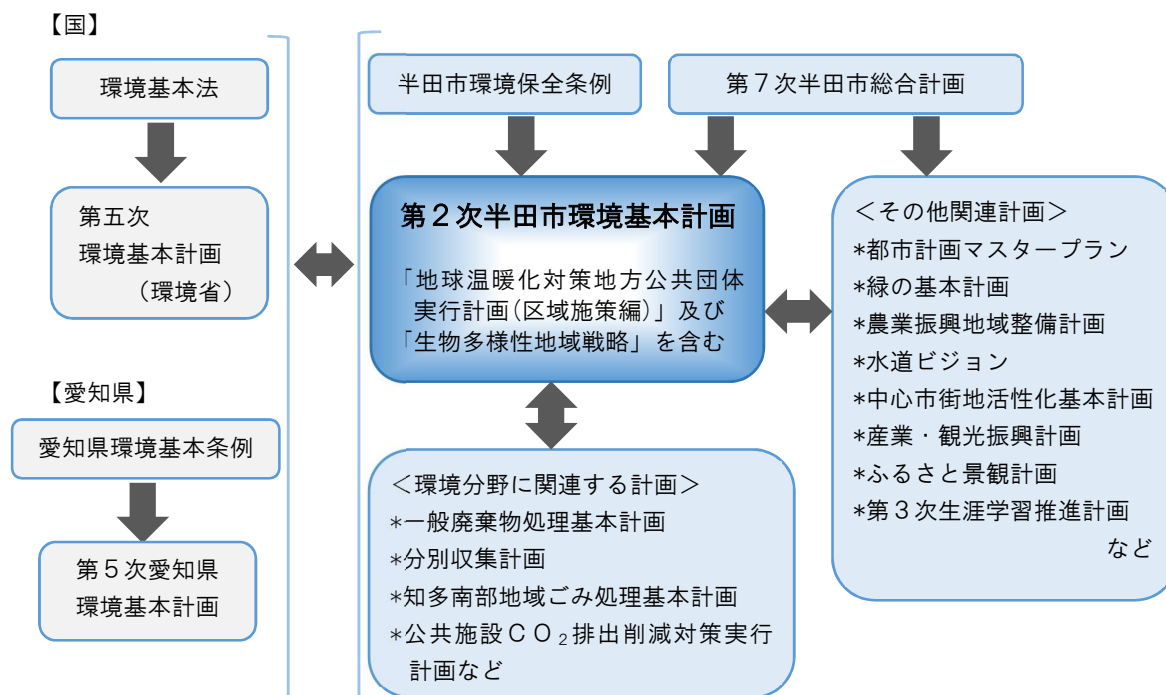 【国】
環境基本法
第五次
環境基本計画
（環境省）
【愛知県】
愛知県環境基本条例
第５次愛知県
環境基本計画
半田市環境保全条例
第７次半田市総合計画
第２次半田市環境基本計画
「地球温暖化対策地方公共団体
実行計画(区域施策編)」及び
「生物多様性地域戦略」を含む
＜環境分野に関連する計画＞
*一般廃棄物処理基本計画
*分別収集計画
*知多南部地域ごみ処理基本計画
*公共施設ＣＯ₂排出削減対策実行
計画など
＜その他関連計画＞
*都市計画マスタープラン
*緑の基本計画
*農業振興地域整備計画
*水道ビジョン
*中心市街地活性化基本計画
*産業・観光振興計画
*ふるさと景観計画
*第３次生涯学習推進計画
など